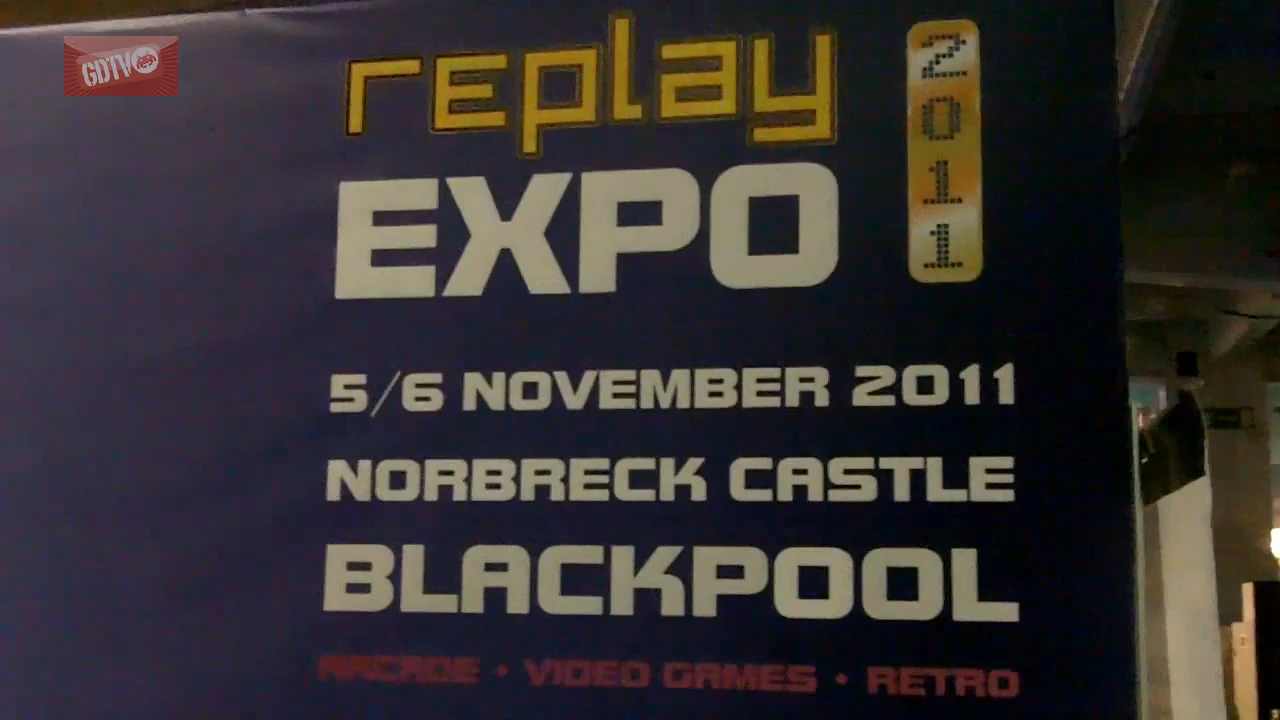 GDTV
replay
EXPO
2011
5/6 NOVEMBER 2011
NORBRECK CASTLE
BLACKPOOL
ARCADE • VIDEO GAMES • RETRO